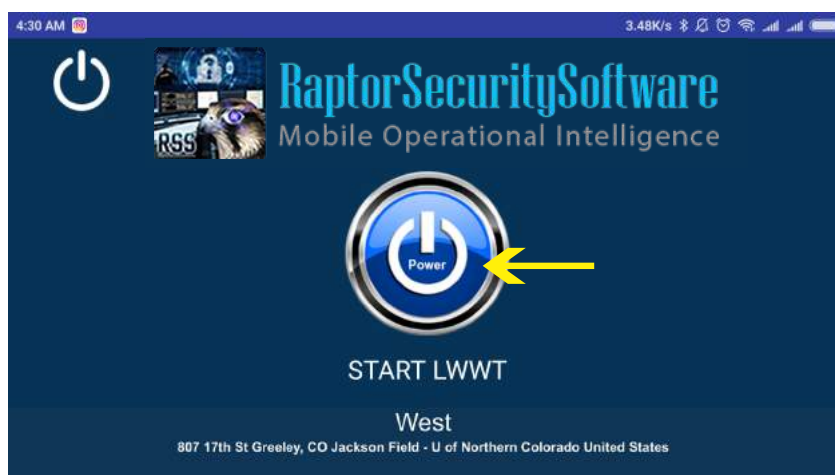 4:30 AM 3.48K/s
RSS
RaptorSecuritySoftware
Mobile Operational Intelligence
Power
START LWWT
West
807 17th St Greeley, CO Jackson Field - U of Northern Colorado United States